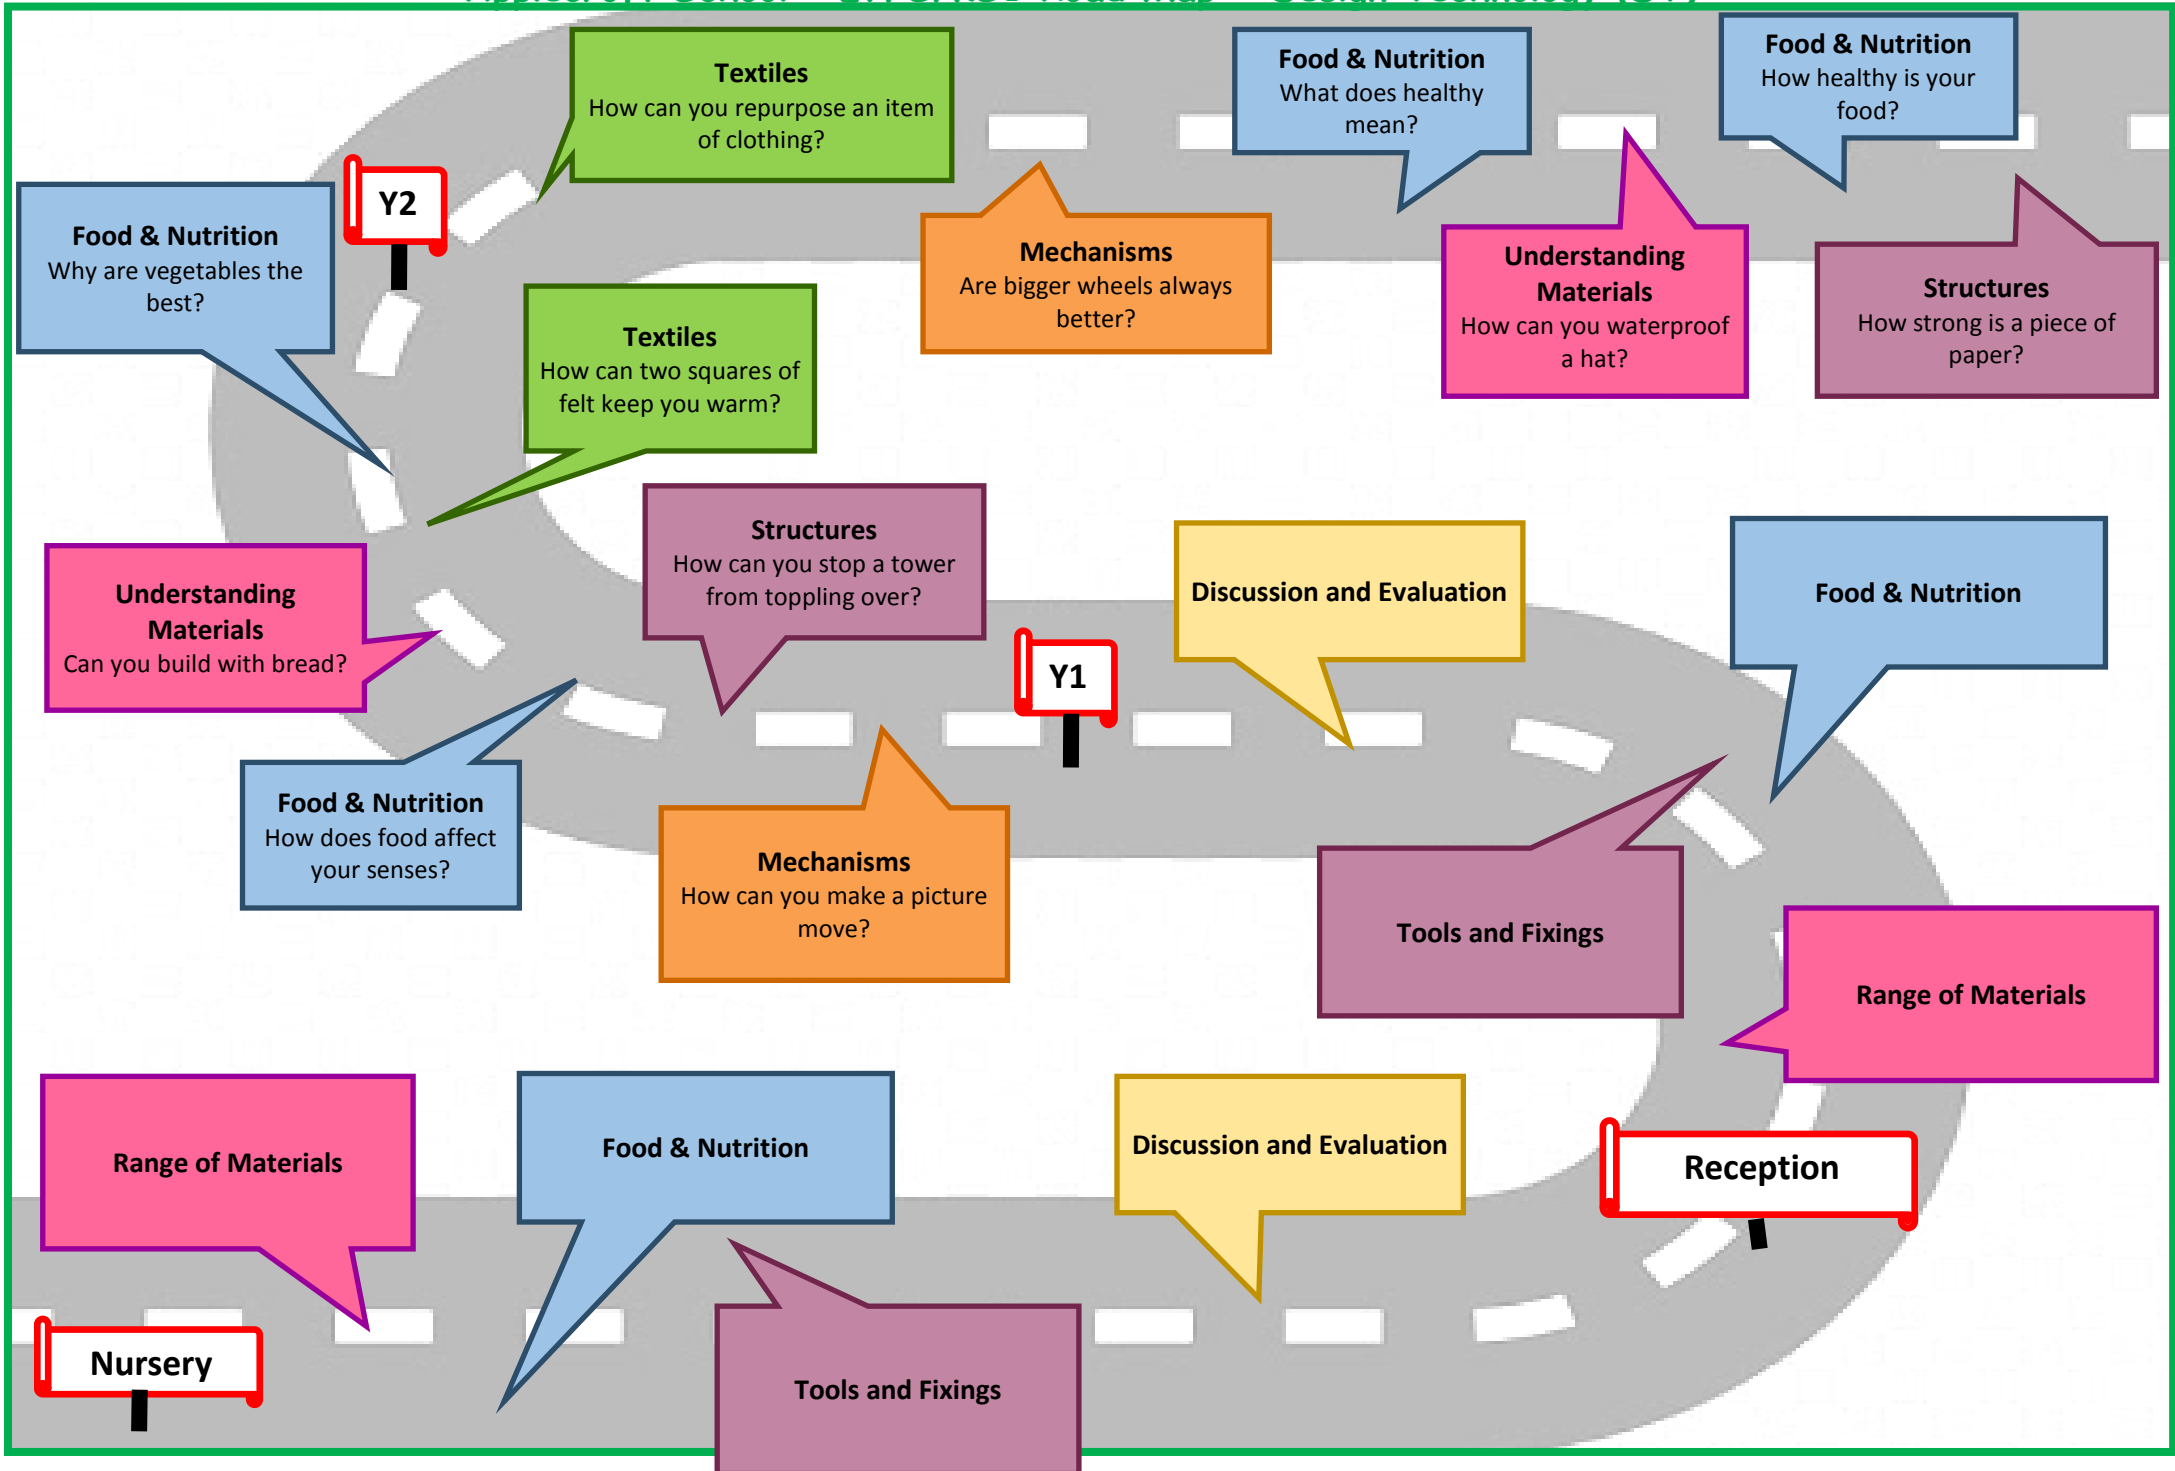 Textiles
How can you repurpose an item
of clothing?
Food & Nutrition
What does healthy
mean?
Food & Nutrition
How healthy is your
food?
Y2
Food & Nutrition
Why are vegetables the
best?
Mechanisms
Are bigger wheels always
better?
Understanding
Materials
How can you waterproof
a hat?
Structures
How strong is a piece of
paper?
Textiles
How can two squares of
felt keep you warm?
Structures
How can you stop a tower
from toppling over?
Discussion and Evaluation
Food & Nutrition
Understanding
Materials
Can you build with bread?
Y1
Food & Nutrition
How does food affect
your senses?
Mechanisms
How can you make a picture
move?
Tools and Fixings
Range of Materials
Range of Materials
Food & Nutrition
Discussion and Evaluation
Reception
Nursery
Tools and Fixings